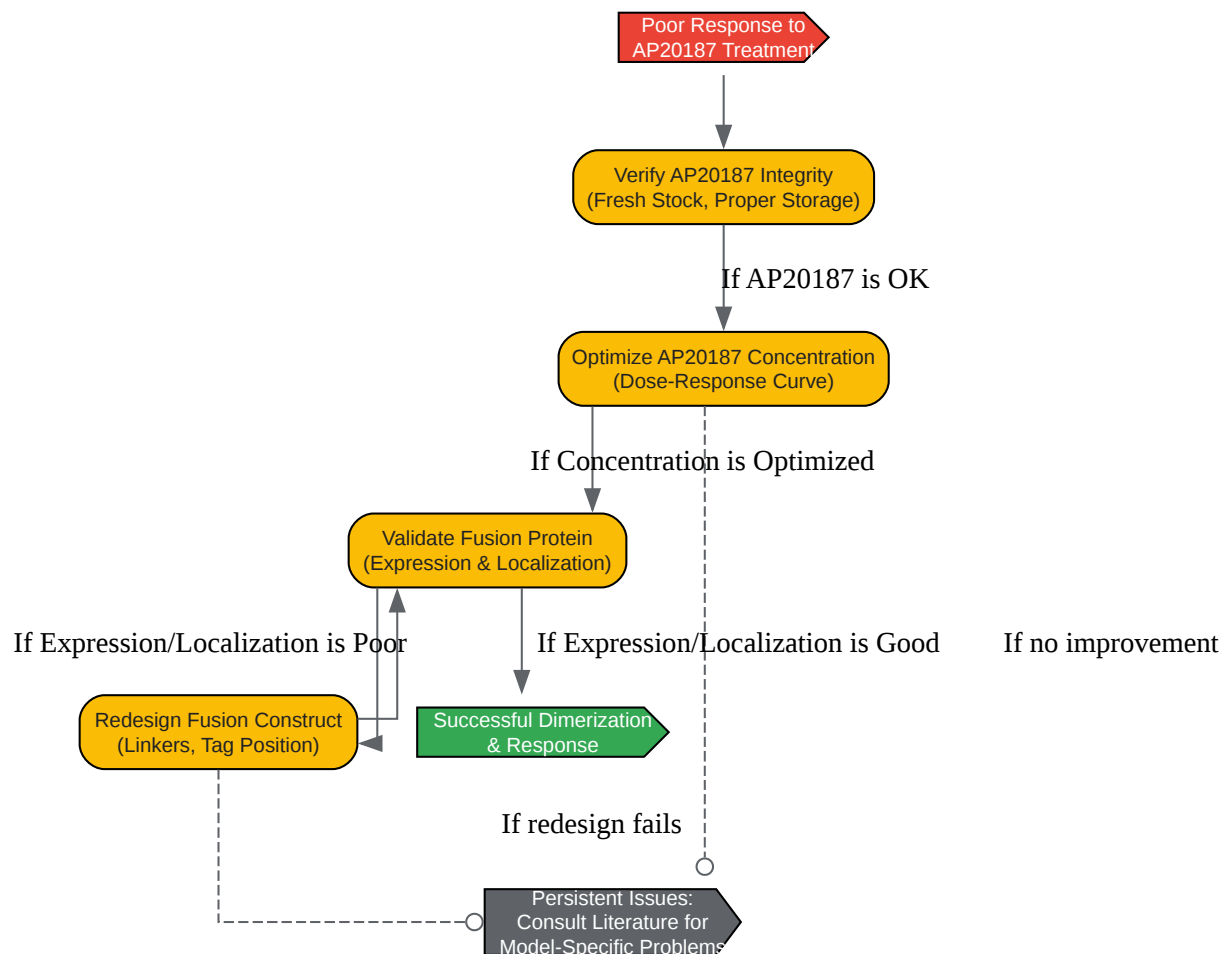 Poor Response to
AP20187 Treatment
Verify AP20187 Integrity
(Fresh Stock, Proper Storage)
If AP20187 is OK
Optimize AP20187 Concentration
(Dose-Response Curve)
If Concentration is Optimized
Validate Fusion Protein
(Expression & Localization)
If Expression/Localization is Poor
If Expression/Localization is Good
If no improvement
Redesign Fusion Construct
(Linkers, Tag Position)
Successful Dimerization
& Response
If redesign fails
Persistent Issues:
Consult Literature for
Model-Specific Problems